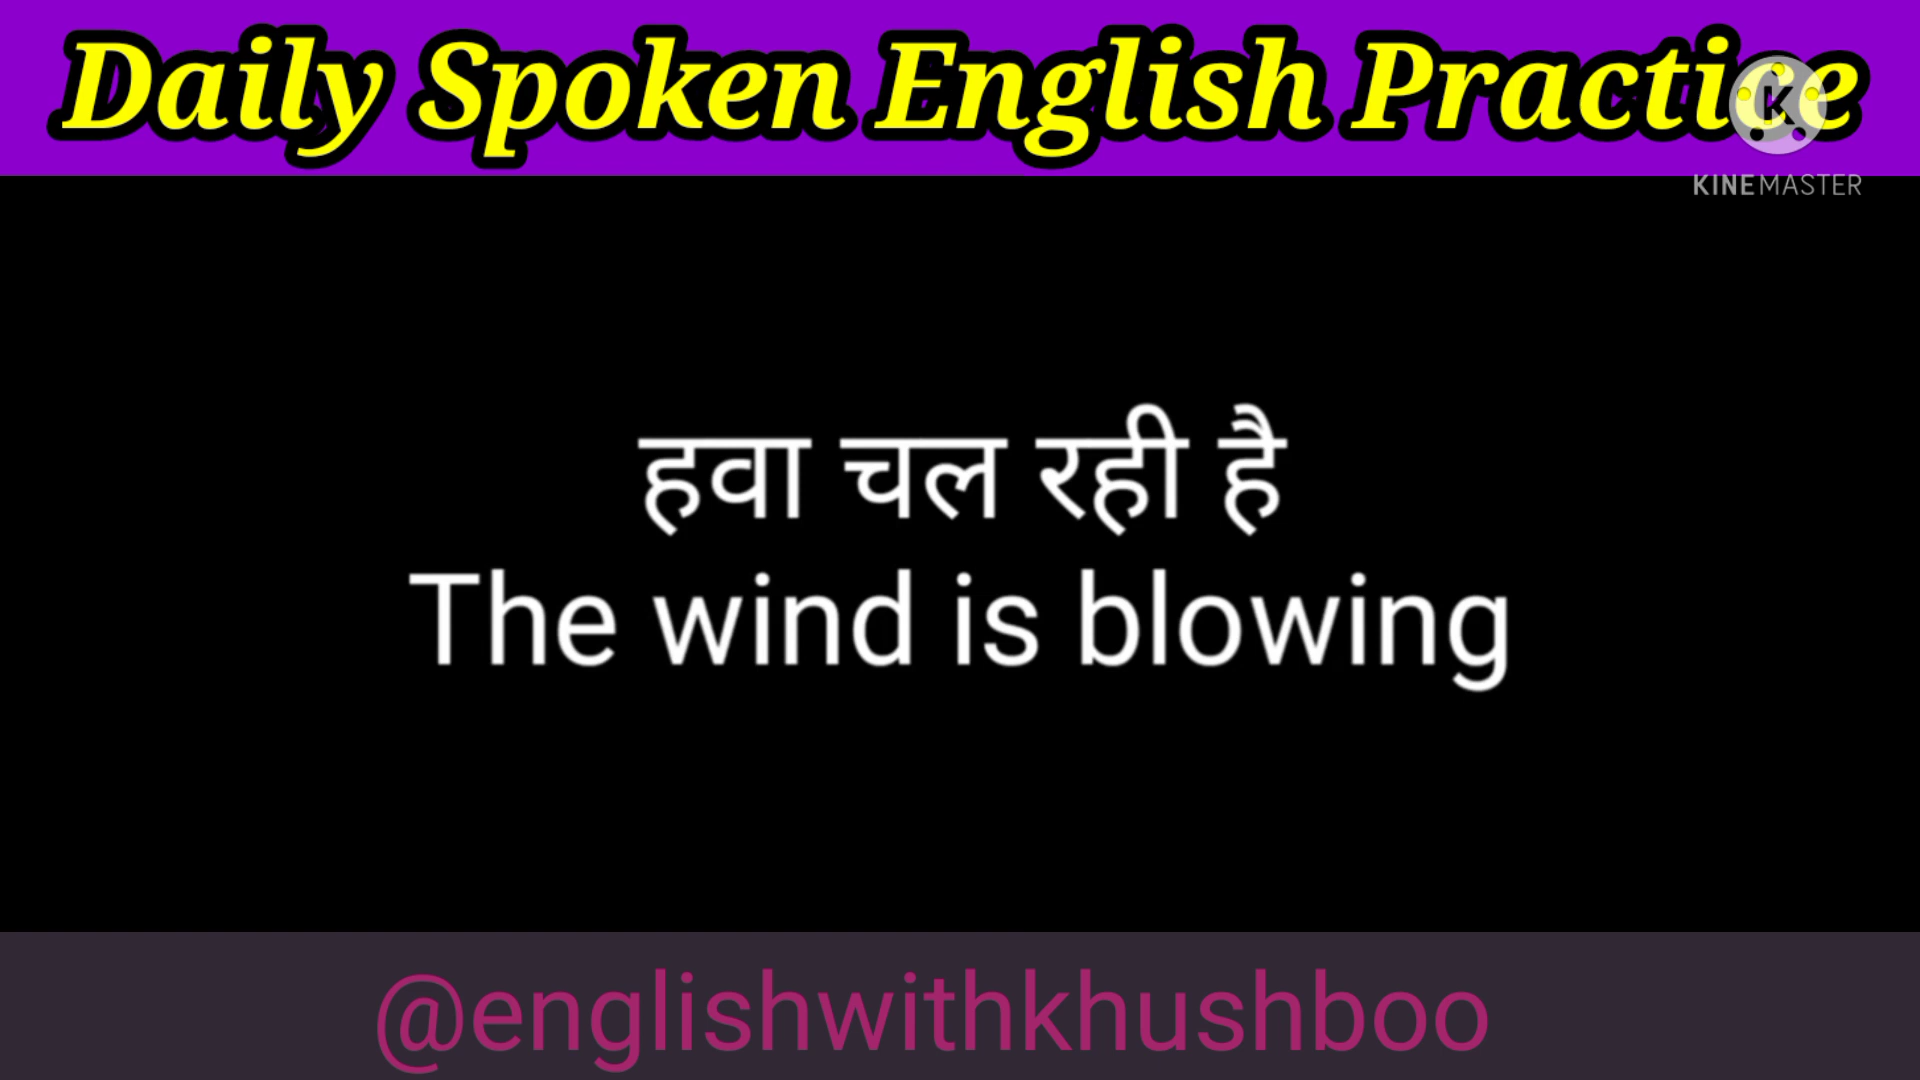 Daily Spoken English Practice
KINEMASTER
हवा चल रही है
The wind is blowing
@englishwithkhushboo